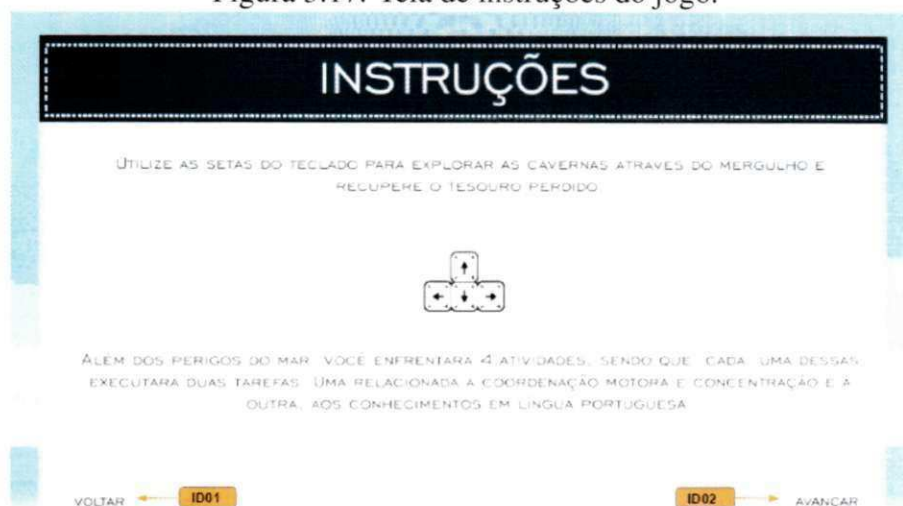 Figura 5.17: Tela de instruções do jogo.
INSTRUÇÕES
UTILIZE AS SETAS DO TECLADO PARA EXPLORAR AS CAVERNAS ATRAVES DO MERGULHO E
RECUPERE O TESOURO PERDIDO
ALÉM DOS PERIGOS DO MAR VOCÊ ENFRENTARA 4 ATIVIDADES, SENDO QUE CADA UMA DESSAS
EXECUTARA DUAS TAREFAS UMA RELACIONADA A COORDENAÇÃO MOTORA E CONCENTRAÇÃO E A
OUTRA, AOS CONHECIMENTOS EM LINGUA PORTUGUESA
VOLTAR ID01 ID02 AVANCAR